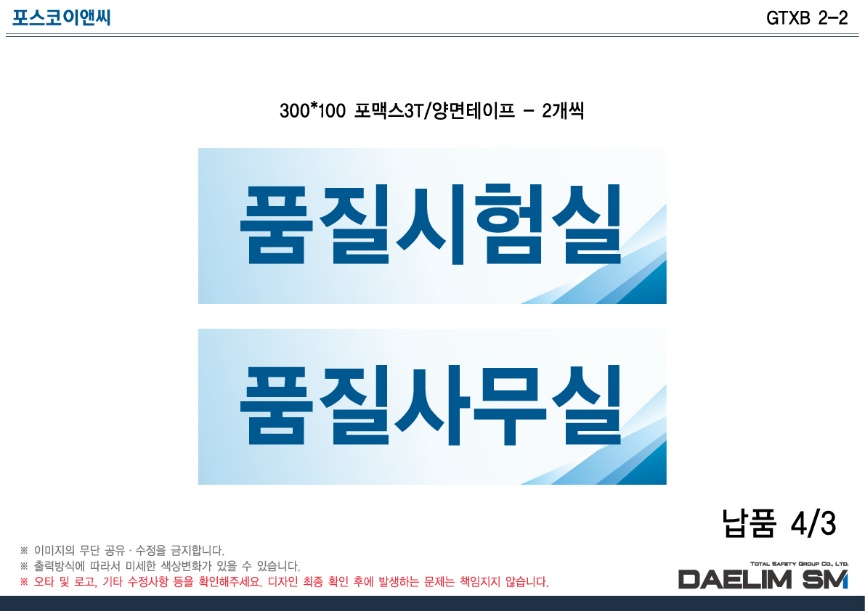 포스코이앤씨
GTXB 2-2
300*100 포맥스3T/양면테이프 - 2개씩
품질시험실
품질사무실
납품 4/3
※ 이미지의 무단 공유·수정을 금지합니다.
※ 출력방식에 따라서 미세한 색상변화가 있을 수 있습니다.
※ 오타 및 로고, 기타 수정사항 등을 확인해주세요. 디자인 최종 확인 후에 발생하는 문제는 책임지지 않습니다.
TOTAL SAFETY GROUP CO., LTD.
DAELIM SM